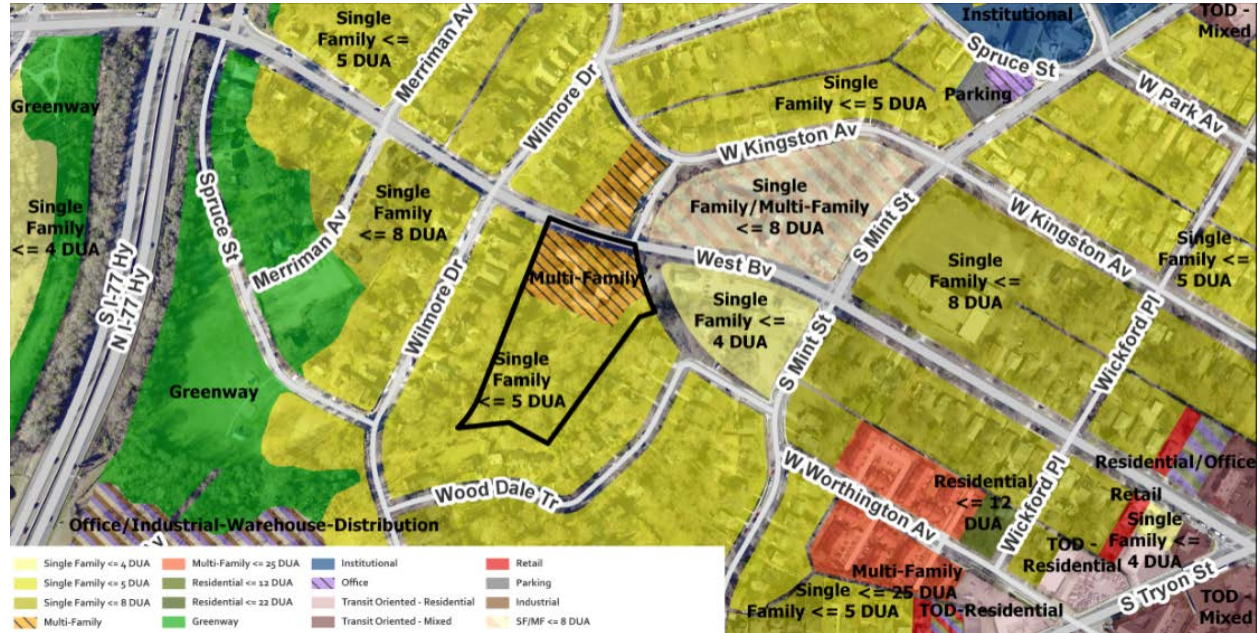 Single
Family
<= 5 DUA
Institutional
TOD -
Mixed
Greenway
Merriman Av
Wilmore Dr
Spruce St
Single
Family <= 5 DUA
Parking
W Park Av
W Kingston Av
Single
Family
<= 4 DUA
Spruce St
Single
Family
<= 8 DUA
Single
Family/Multi-Family
<= 8 DUA
S Mint St
W Kingston Av
Single
<= 5 DUA
Family
S I-77 Hy
N I-77 Hy
Merriman Av
Multi-Family
West Bv
Single
Family
<= 8 DUA
Greenway
Wilmore Dr
Single
Family
<= 5 DUA
Single
Family <=
4 DUA
S Mint St
Wickford Pl
Wood Dale Tr
W Worthington Av
Residential
<= 12
DUA
Wickford Pl
Residential/Office
Retail
Single
Family <=
4 DUA
TOD -
Residential
Office/Industrial-Warehouse-Distribution
Av
Multi-Family
<= 25 DUA
Single
Family <= 5 DUA
TOD-Residential
S Tryon St
TOD -
Mixed
Single Family <= 4 DUA
Multi-Family <= 25 DUA
Institutional
Retail
Single Family <= 5 DUA
Residential <= 12 DUA
Office
Parking
Single Family <= 8 DUA
Residential <= 22 DUA
Transit Oriented - Residential
Industrial
Multi-Family
Greenway
Transit Oriented - Mixed
SF/MF <= 8 DUA